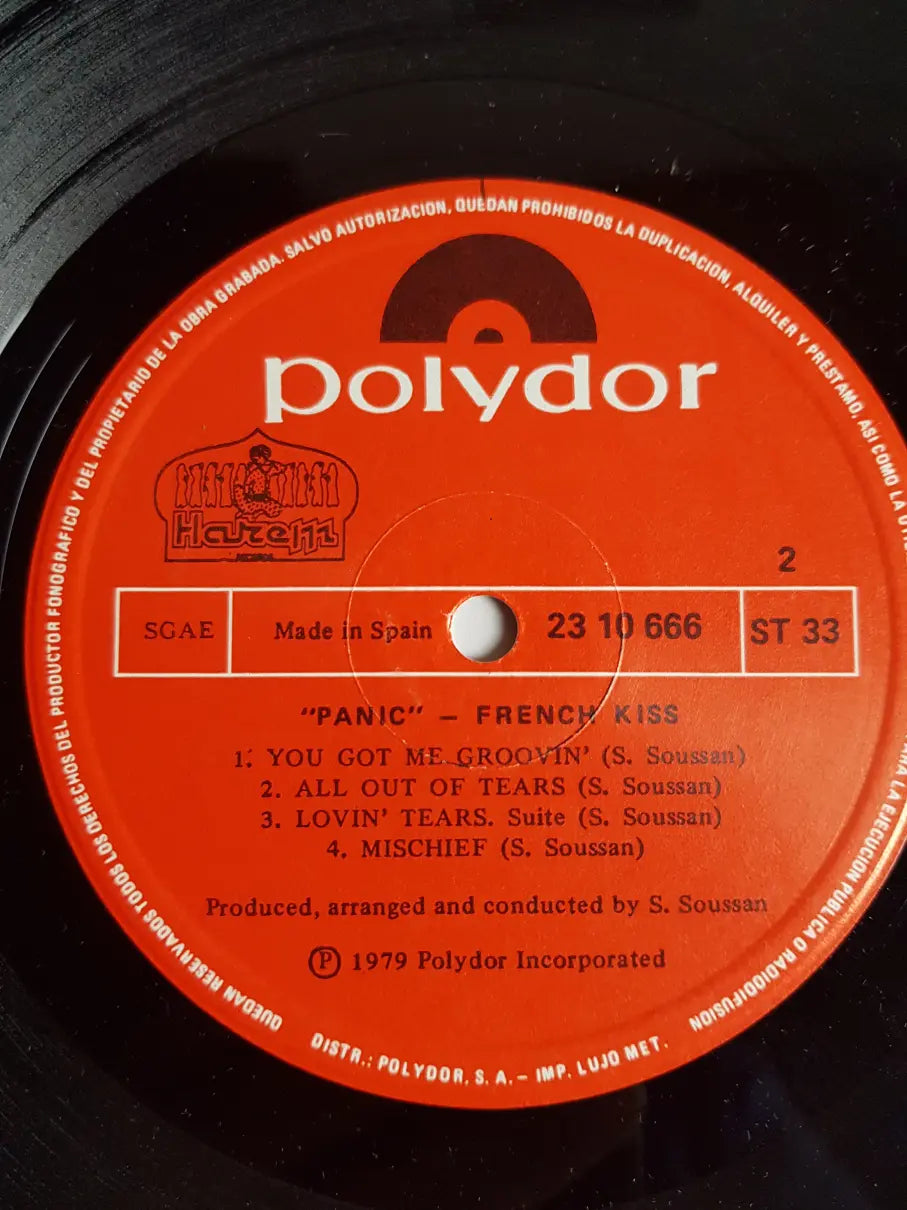 QUEDAN RESERVADOS TODOS LOS DERECHOS DEL PRODUCTOR FONOGRAFICO Y DEL PROPIETARIO DE LA OBRA GRABADA. SALVO AUTORIZACION, QUEDAN PROHIBIDOS LA DUPLICACION, ALQUILER Y PRESTAMO, ASI COMO LA
LA EJECUCION PUBLICA O RADIODIFUSION
polydor
Harem
2
SGAE
Made in Spain
23 10 666
ST 33
"PANIC" – FRENCH KISS
1. YOU GOT ME GROOVIN' (S. Soussan)
2. ALL OUT OF TEARS (S. Soussan)
3. LOVIN' TEARS. Suite (S. Soussan)
4. MISCHIEF (S. Soussan)
Produced, arranged and conducted by S. Soussan
Ⓟ 1979 Polydor Incorporated
DISTR.: POLYDOR, S. A. – IMP. LUJO MET.